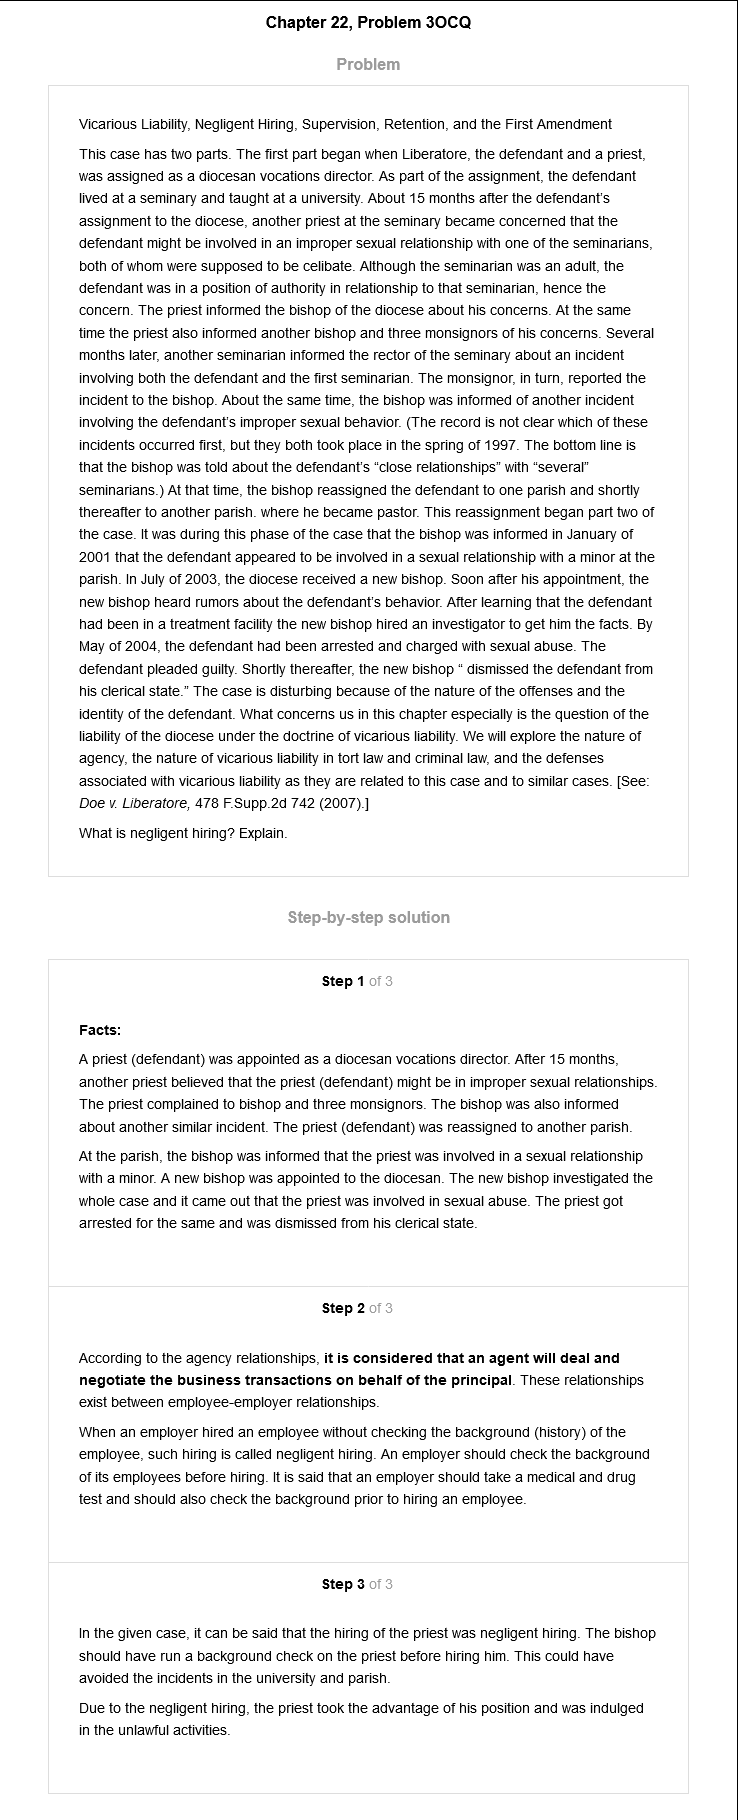 Chapter 22, Problem 3OCQ
Problem
Vicarious Liability, Negligent Hiring, Supervision, Retention, and the First Amendment
This case has two parts. The first part began when Liberatore, the defendant and a priest,
was assigned as a diocesan vocations director. As part of the assignment, the defendant
lived at a seminary and taught at a university. About 15 months after the defendant's
assignment to the diocese, another priest at the seminary became concerned that the
defendant might be involved in an improper sexual relationship with one of the seminarians,
both of whom were supposed to be celibate. Although the seminarian was an adult, the
defendant was in a position of authority in relationship to that seminarian, hence the
concern. The priest informed the bishop of the diocese about his concerns. At the same
time the priest also informed another bishop and three monsignors of his concerns. Several
months later, another seminarian informed the rector of the seminary about an incident
involving both the defendant and the first seminarian. The monsignor, in turn, reported the
incident to the bishop. About the same time, the bishop was informed of another incident
involving the defendant's improper sexual behavior. (The record is not clear which of these
incidents occurred first, but they both took place in the spring of 1997. The bottom line is
that the bishop was told about the defendant's “close relationships” with “several”
seminarians.) At that time, the bishop reassigned the defendant to one parish and shortly
thereafter to another parish. where he became pastor. This reassignment began part two of
the case. It was during this phase of the case that the bishop was informed in January of
2001 that the defendant appeared to be involved in a sexual relationship with a minor at the
parish. In July of 2003, the diocese received a new bishop. Soon after his appointment, the
new bishop heard rumors about the defendant's behavior. After learning that the defendant
had been in a treatment facility the new bishop hired an investigator to get him the facts. By
May of 2004, the defendant had been arrested and charged with sexual abuse. The
defendant pleaded guilty. Shortly thereafter, the new bishop “ dismissed the defendant from
his clerical state.” The case is disturbing because of the nature of the offenses and the
identity of the defendant. What concerns us in this chapter especially is the question of the
liability of the diocese under the doctrine of vicarious liability. We will explore the nature of
agency, the nature of vicarious liability in tort law and criminal law, and the defenses
associated with vicarious liability as they are related to this case and to similar cases. [See:
Doe v. Liberatore, 478 F.Supp.2d 742 (2007).]
What is negligent hiring? Explain.
Step-by-step solution
Step 1 of 3
Facts:
A priest (defendant) was appointed as a diocesan vocations director. After 15 months,
another priest believed that the priest (defendant) might be in improper sexual relationships.
The priest complained to bishop and three monsignors. The bishop was also informed
about another similar incident. The priest (defendant) was reassigned to another parish.
At the parish, the bishop was informed that the priest was involved in a sexual relationship
with a minor. A new bishop was appointed to the diocesan. The new bishop investigated the
whole case and it came out that the priest was involved in sexual abuse. The priest got
arrested for the same and was dismissed from his clerical state.
Step 2 of 3
According to the agency relationships, it is considered that an agent will deal and
negotiate the business transactions on behalf of the principal. These relationships
exist between employee-employer relationships.
When an employer hired an employee without checking the background (history) of the
employee, such hiring is called negligent hiring. An employer should check the background
of its employees before hiring. It is said that an employer should take a medical and drug
test and should also check the background prior to hiring an employee.
Step 3 of 3
In the given case, it can be said that the hiring of the priest was negligent hiring. The bishop
should have run a background check on the priest before hiring him. This could have
avoided the incidents in the university and parish.
Due to the negligent hiring, the priest took the advantage of his position and was indulged
in the unlawful activities.